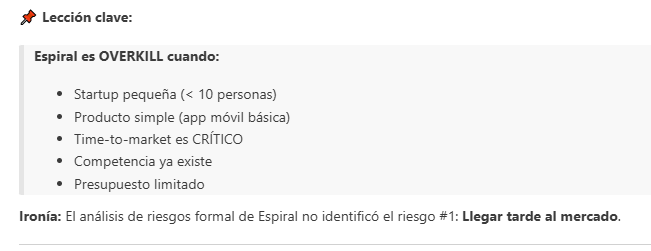 📌 Lección clave:
Espiral es OVERKILL cuando:
• Startup pequeña (< 10 personas)
• Producto simple (app móvil básica)
• Time-to-market es CRÍTICO
• Competencia ya existe
• Presupuesto limitado
Ironía: El análisis de riesgos formal de Espiral no identificó el riesgo #1: Llegar tarde al mercado.